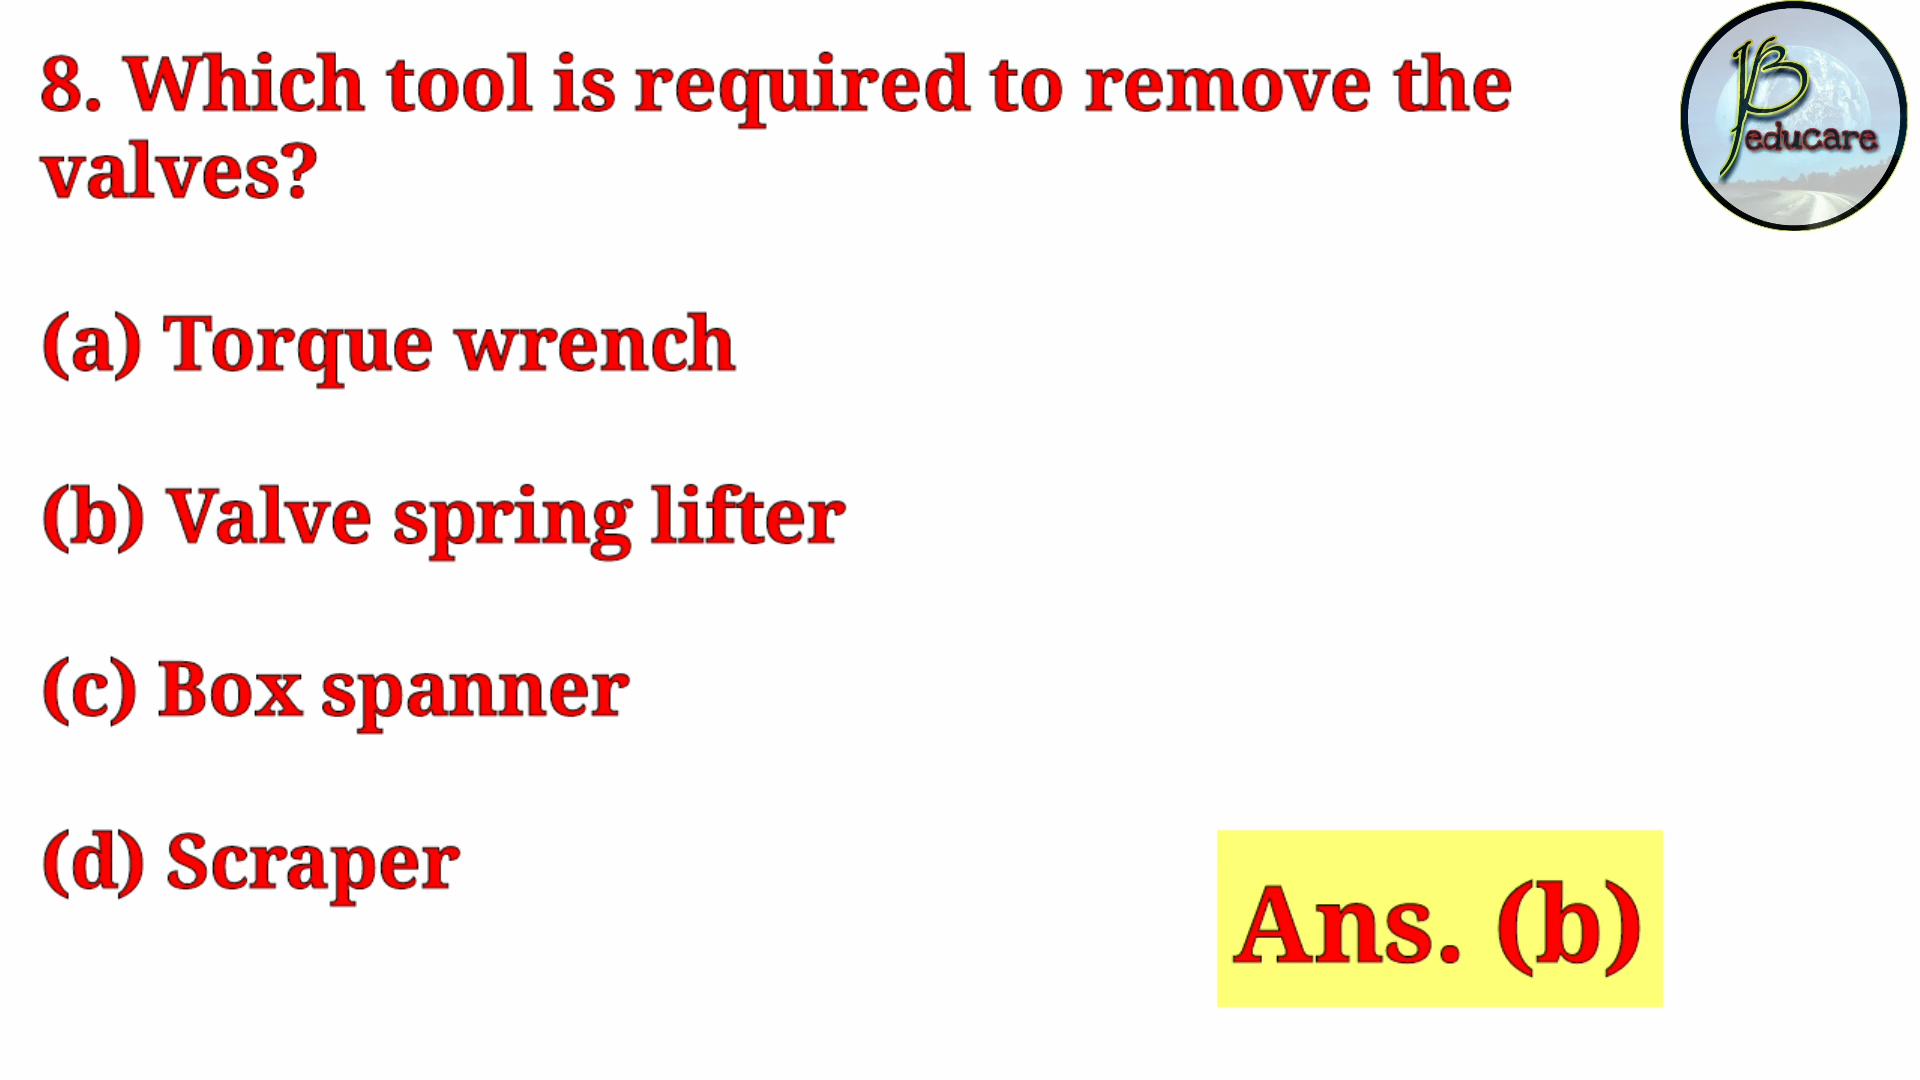 8. Which tool is required to remove the
valves?
(a) Torque wrench
(b) Valve spring lifter
(c) Box spanner
(d) Scraper
Ans. (b)
educare